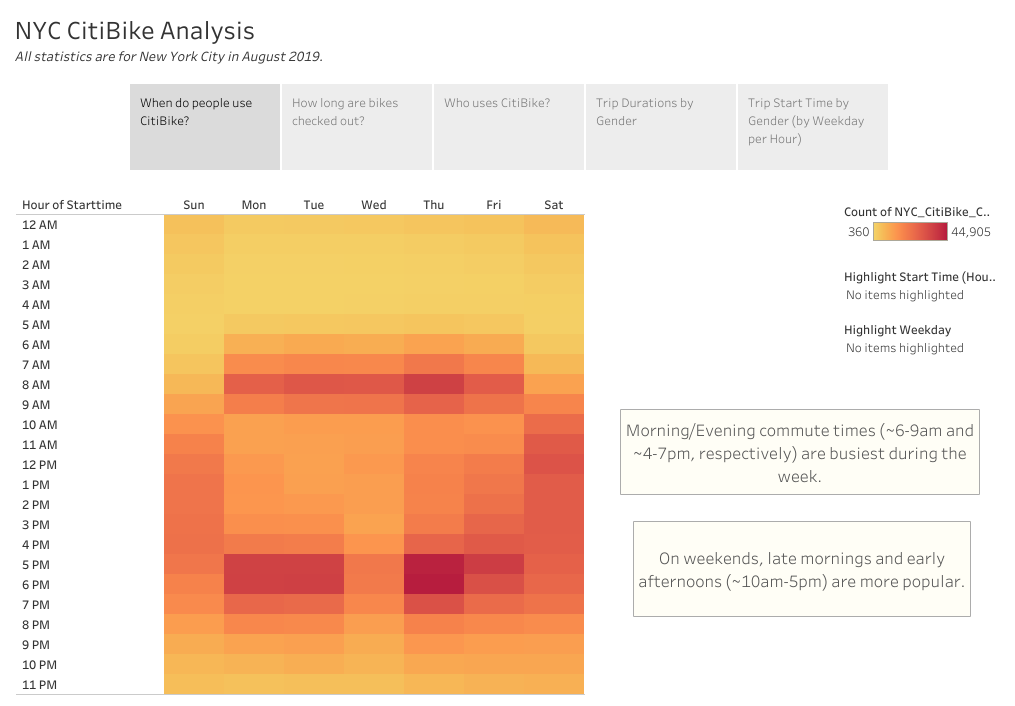 NYC CitiBike Analysis
All statistics are for New York City in August 2019.
When do people use
CitiBike?
How long are bikes
checked out?
Who uses CitiBike?
Trip Durations by
Gender
Trip Start Time by
Gender (by Weekday
per Hour)
Hour of Starttime Sun Mon Tue Wed Thu Fri Sat
12 AM
1 AM
2 AM
3 AM
4 AM
5 AM
6 AM
7 AM
8 AM
9 AM
10 AM
11 AM
12 PM
1 PM
2 PM
3 PM
4 PM
5 PM
6 PM
7 PM
8 PM
9 PM
10 PM
11 PM
Count of NYC_CitiBike_C..
360 44,905
Highlight Start Time (Hou..
No items highlighted
Highlight Weekday
No items highlighted
Morning/Evening commute times (~6-9am and
~4-7pm, respectively) are busiest during the
week.
On weekends, late mornings and early
afternoons (~10am-5pm) are more popular.